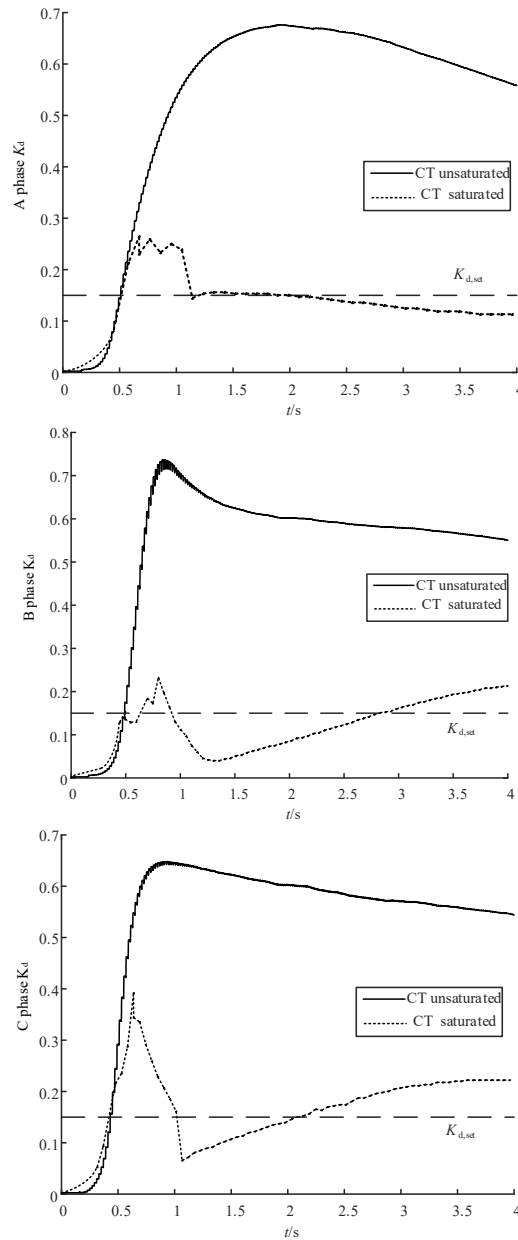 0.7
0.6
0.5
0.4
0.3
0.2
0.1
0
A phase Kd
CT unsaturated
CT saturated
Kd,set
0 0.5 1 1.5 2 2.5 3 3.5 4
t/s
0.8
0.7
0.6
0.5
0.4
0.3
0.2
0.1
0
B phase Kd
CT unsaturated
CT saturated
Kd,set
0 0.5 1 1.5 2 2.5 3 3.5 4
t/s
0.7
0.6
0.5
0.4
0.3
0.2
0.1
0
C phase Kd
CT unsaturated
CT saturated
Kd,set
0 0.5 1 1.5 2 2.5 3 3.5 4
t/s